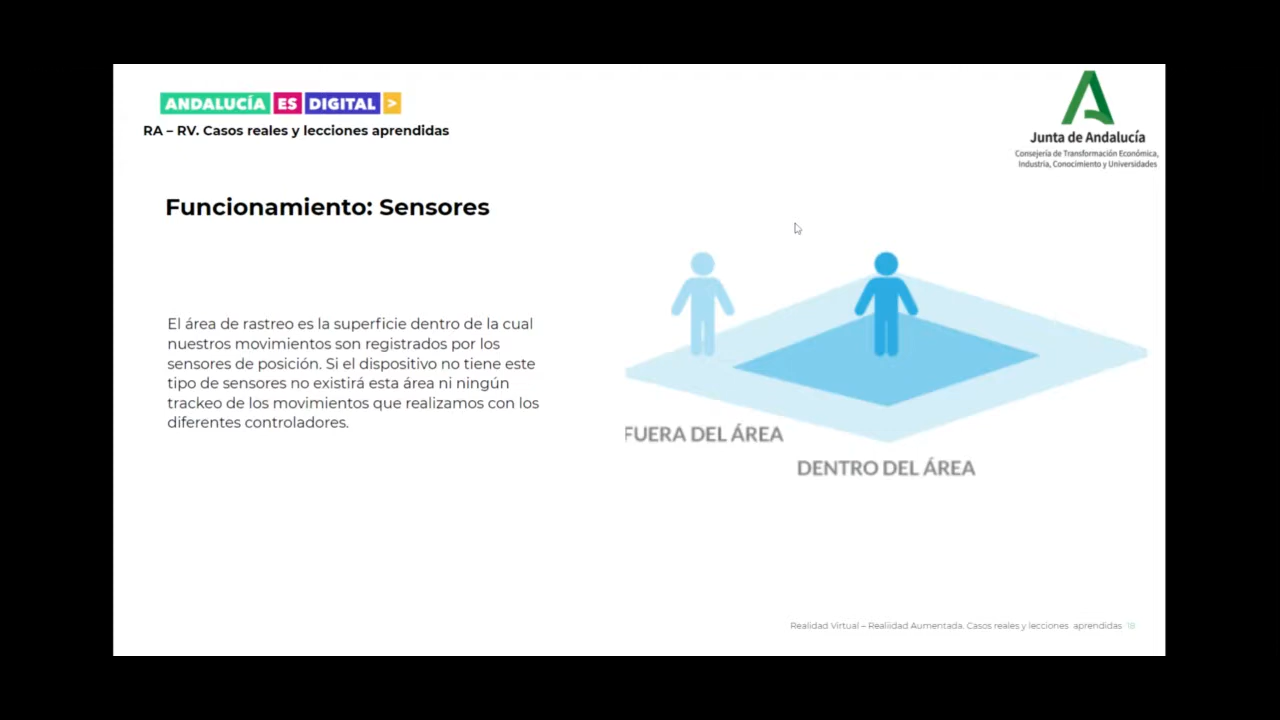 ANDALUCÍA ES DIGITAL >
RA – RV. Casos reales y lecciones aprendidas
Junta de Andalucía
Consejería de Transformación Económica,
Industria, Conocimiento y Universidades
Funcionamiento: Sensores
El área de rastreo es la superficie dentro de la cual
nuestros movimientos son registrados por los
sensores de posición. Si el dispositivo no tiene este
tipo de sensores no existirá esta área ni ningún
trackeo de los movimientos que realizamos con los
diferentes controladores.
FUERA DEL ÁREA
DENTRO DEL ÁREA
Realidad Virtual – Realiidad Aumentada. Casos reales y lecciones aprendidas 18